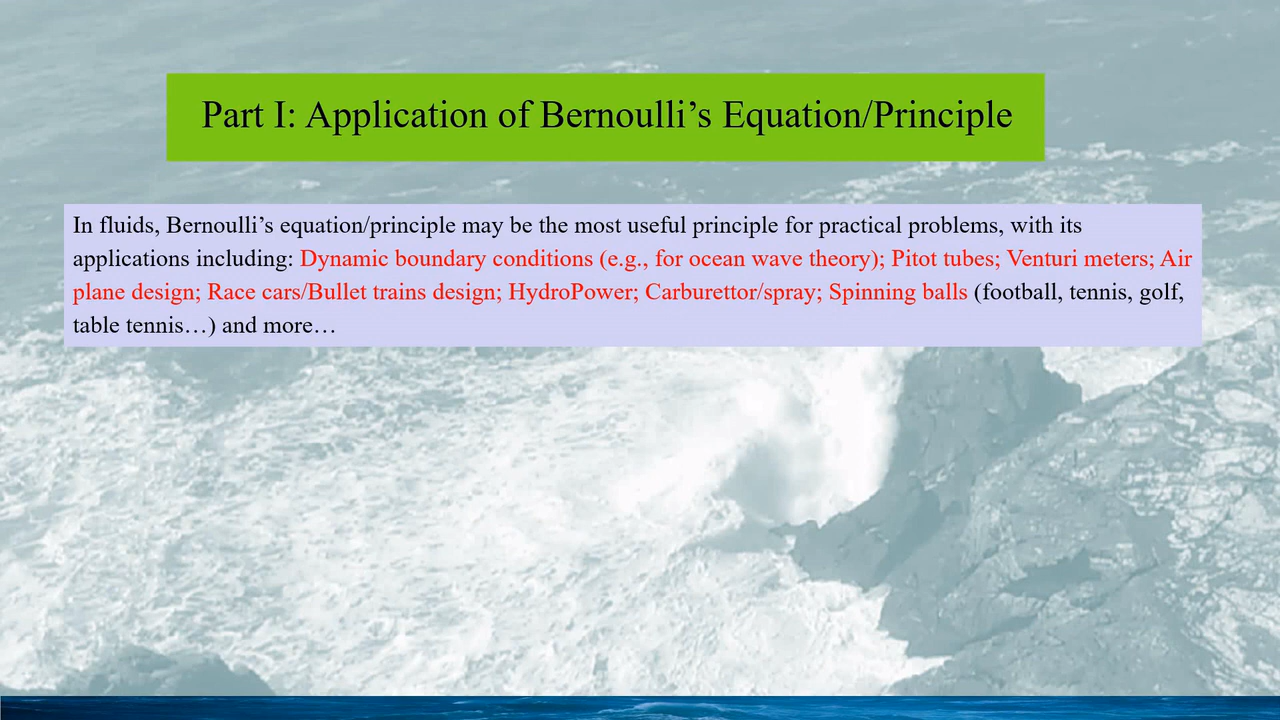 Part I: Application of Bernoulli’s Equation/Principle
In fluids, Bernoulli’s equation/principle may be the most useful principle for practical problems, with its
applications including: Dynamic boundary conditions (e.g., for ocean wave theory); Pitot tubes; Venturi meters; Air
plane design; Race cars/Bullet trains design; HydroPower; Carburettor/spray; Spinning balls (football, tennis, golf,
table tennis…) and more…